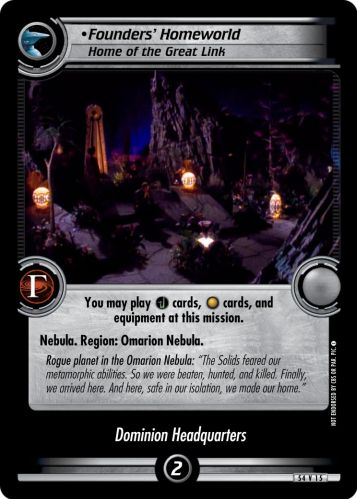 •Founders' Homeworld
Home of the Great Link
Γ
You may play cards, cards, and
equipment at this mission.
Nebula. Region: Omarion Nebula.
Rogue planet in the Omarion Nebula: "The Solids feared our
metamorphic abilities. So we were beaten, hunted, and killed. Finally,
we arrived here. And here, safe in our isolation, we made our home."
NOT ENDORSED BY CBS OR PAR. PIC.
Dominion Headquarters
2
54 V 15